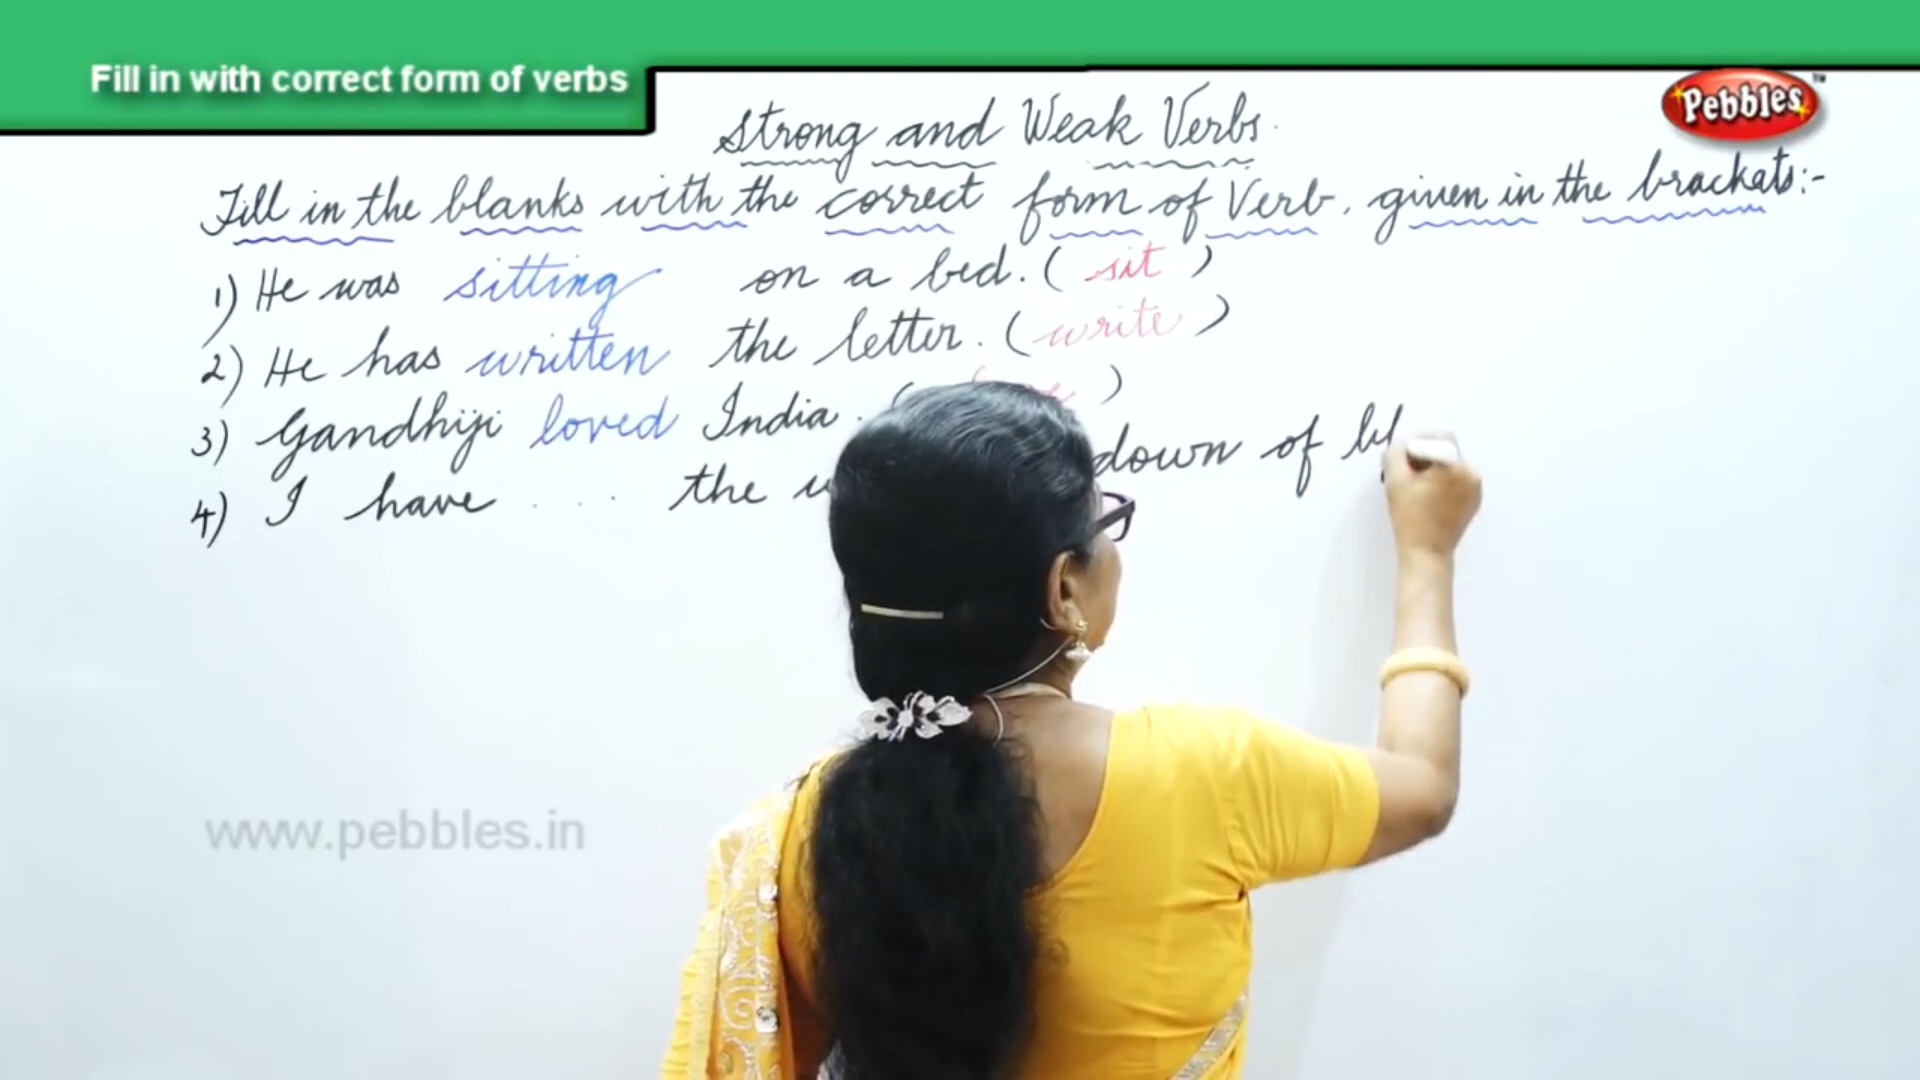 Fill in with correct form of verbs
Pebbles™
Strong and Weak Verbs.
Fill in the blanks with the correct form of Verb, given in the brackats:-
1) He was sitting on a bed. ( sit )
2) He has written the letter. ( write )
3) Gandhiji loved India. ( )
4) I have ... the down of
www.pebbles.in